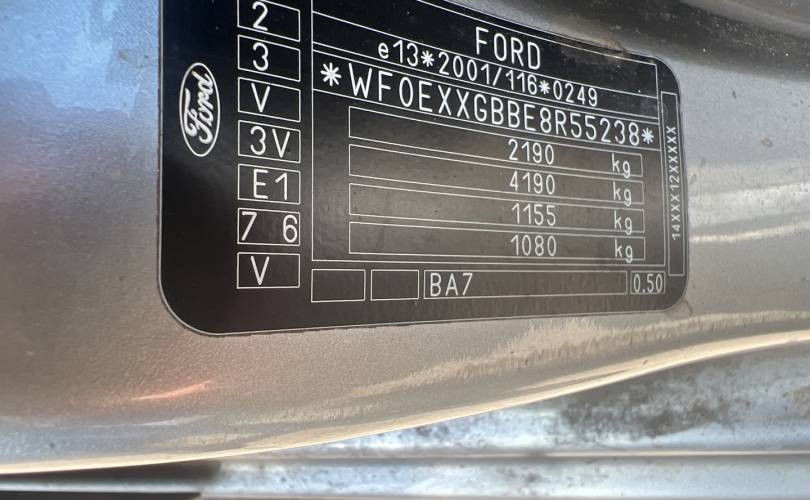 Ford
2
3
V
3V
E1
7 6
V
FORD
e13*2001/116*0249
*WF0EXXGBBE8R55238*
2190 kg
4190 kg
1155 kg
1080 kg
BA7 0.50
14XXX12XXXXX